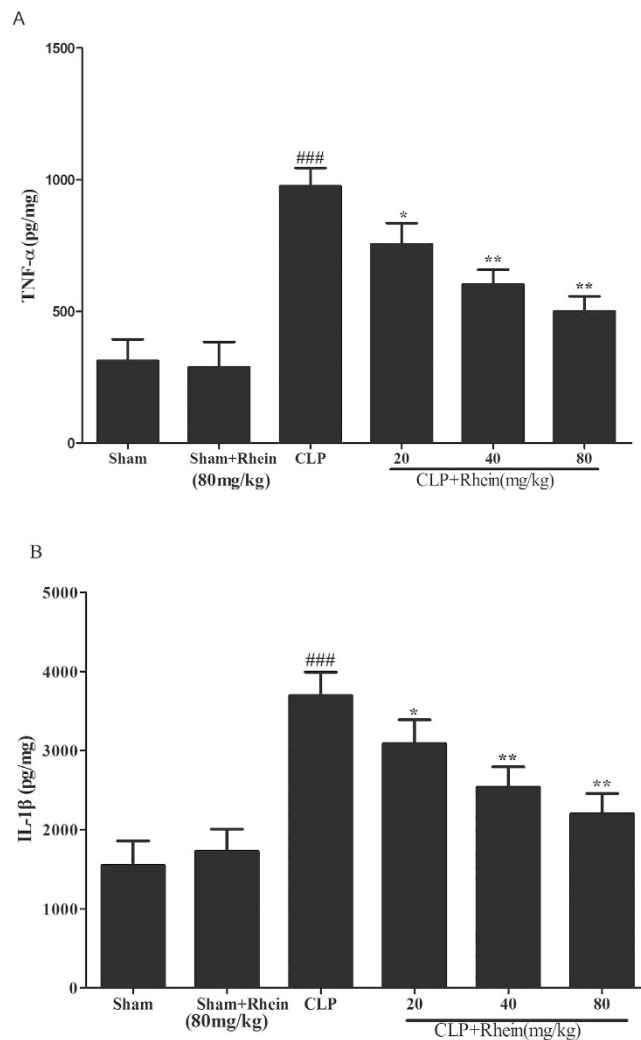 A
1500
1000
500
0
TNF-α (pg/mg)
###
*
**
**
Sham
Sham+Rhein
(80mg/kg)
CLP
20
40
80
CLP+Rhein(mg/kg)
B
5000
4000
3000
2000
1000
0
IL-1β (pg/mg)
###
*
**
**
Sham
Sham+Rhein
(80mg/kg)
CLP
20
40
80
CLP+Rhein(mg/kg)